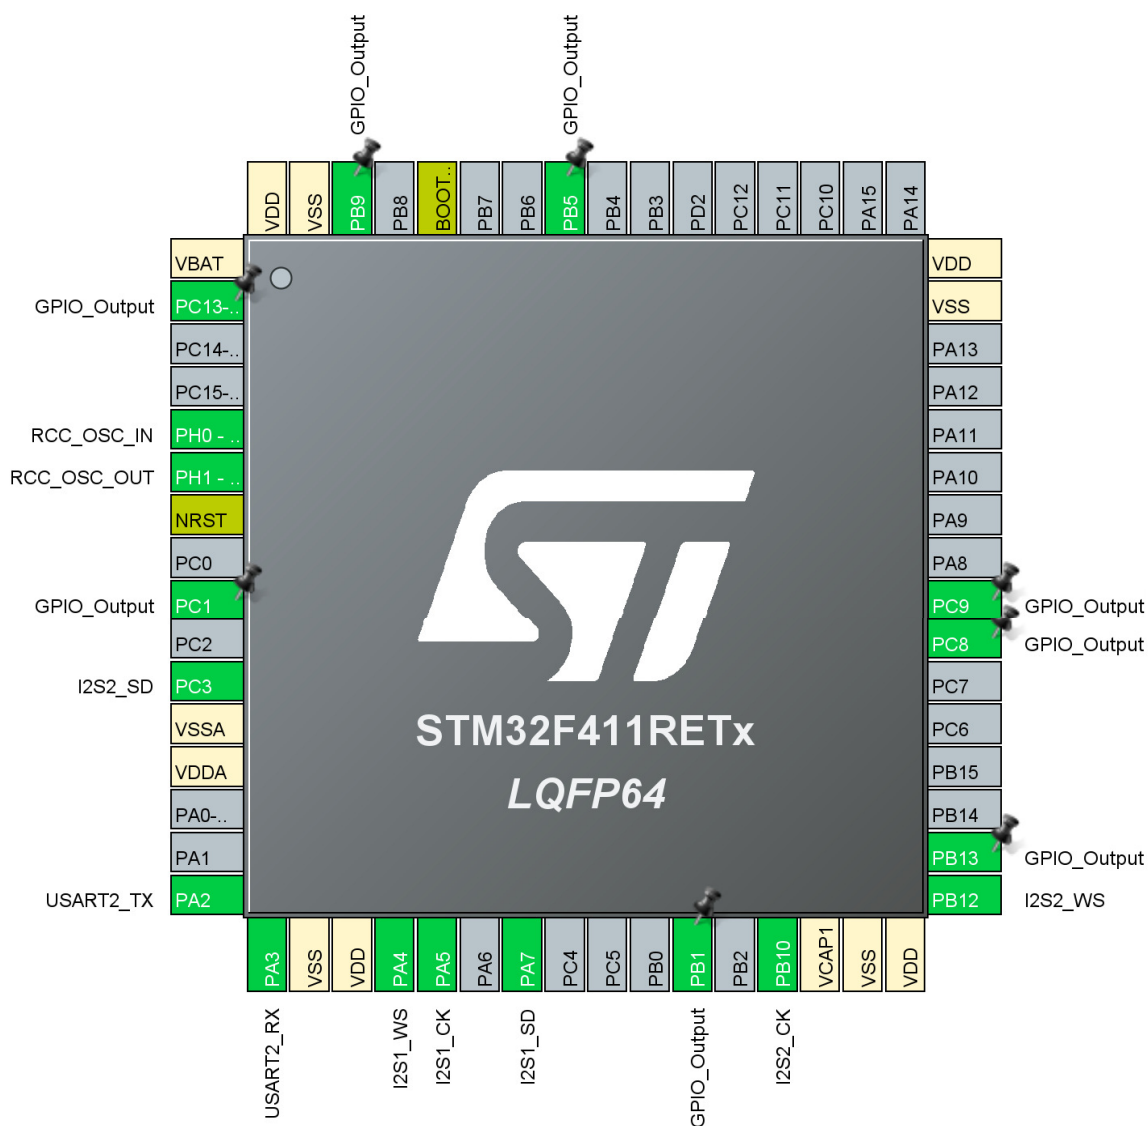 GPIO_Output
GPIO_Output
VDD
VSS
PB9
PB8
BOOT..
PB7
PB6
PB5
PB4
PB3
PD2
PC12
PC11
PC10
PA15
PA14
VBAT
GPIO_Output PC13-..
PC14-..
PC15-..
RCC_OSC_IN PH0 - ..
RCC_OSC_OUT PH1 - ..
NRST
PC0
GPIO_Output PC1
PC2
I2S2_SD PC3
VSSA
VDDA
PA0-..
PA1
USART2_TX PA2
ST
STM32F411RETx
LQFP64
VDD
VSS
PA13
PA12
PA11
PA10
PA9
PA8
PC9 GPIO_Output
PC8 GPIO_Output
PC7
PC6
PB15
PB14
PB13 GPIO_Output
PB12 I2S2_WS
PA3
VSS
VDD
PA4
PA5
PA6
PA7
PC4
PC5
PB0
PB1
PB2
PB10
VCAP1
VSS
VDD
USART2_RX
I2S1_WS
I2S1_CK
I2S1_SD
GPIO_Output
I2S2_CK